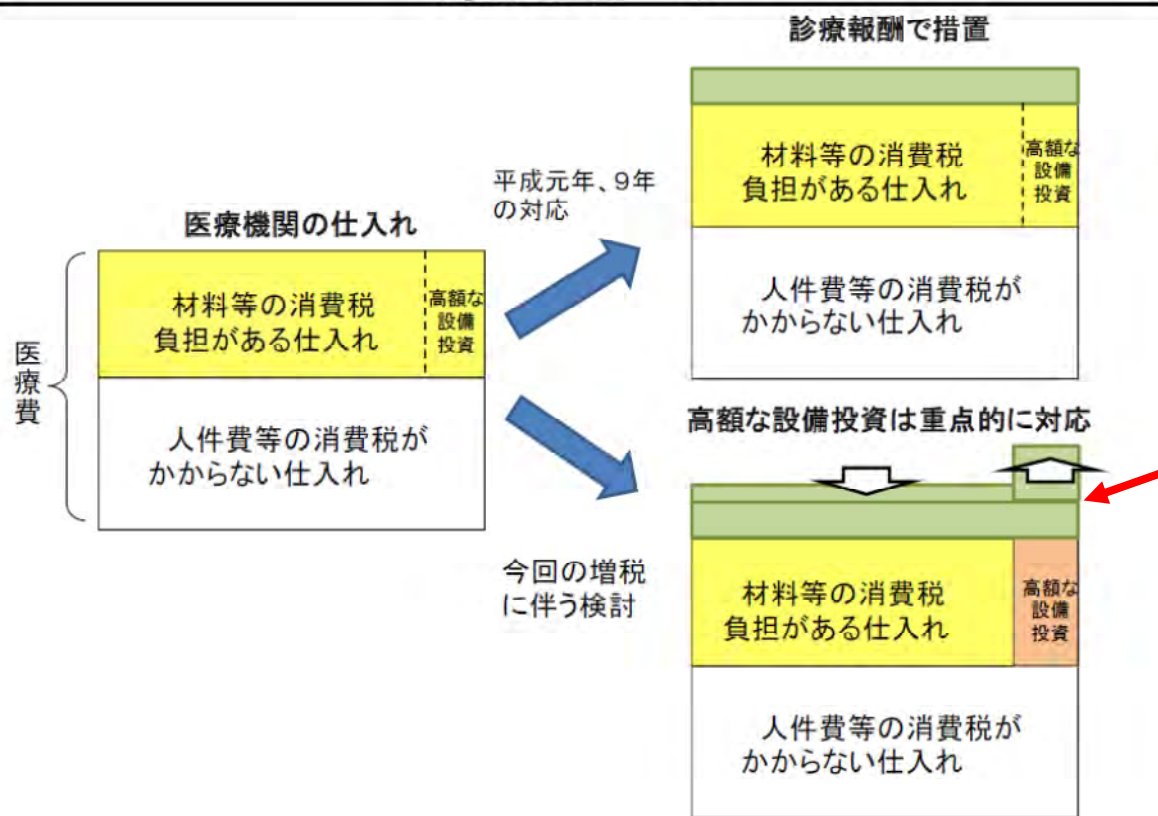 診療報酬で措置
材料等の消費税
負担がある仕入れ
高額な
設備
投資
人件費等の消費税が
かからない仕入れ
平成元年、9年
の対応
医療機関の仕入れ
材料等の消費税
負担がある仕入れ
高額な
設備
投資
人件費等の消費税が
かからない仕入れ
医療費
今回の増税
に伴う検討
高額な設備投資は重点的に対応
材料等の消費税
負担がある仕入れ
高額な
設備
投資
人件費等の消費税が
かからない仕入れ